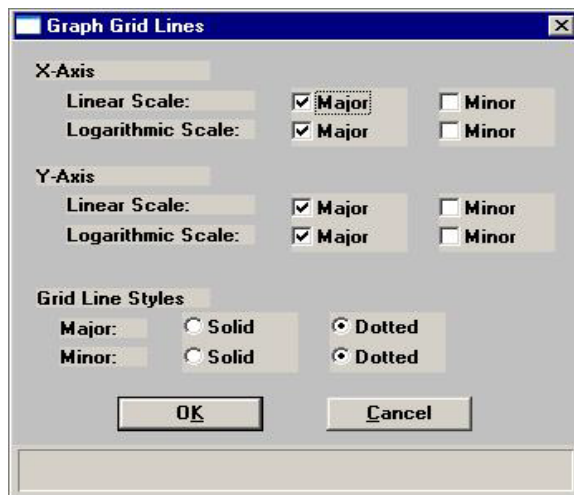 Graph Grid Lines
X-Axis
Linear Scale: Major Minor
Logarithmic Scale: Major Minor
Y-Axis
Linear Scale: Major Minor
Logarithmic Scale: Major Minor
Grid Line Styles
Major: Solid Dotted
Minor: Solid Dotted
OK Cancel